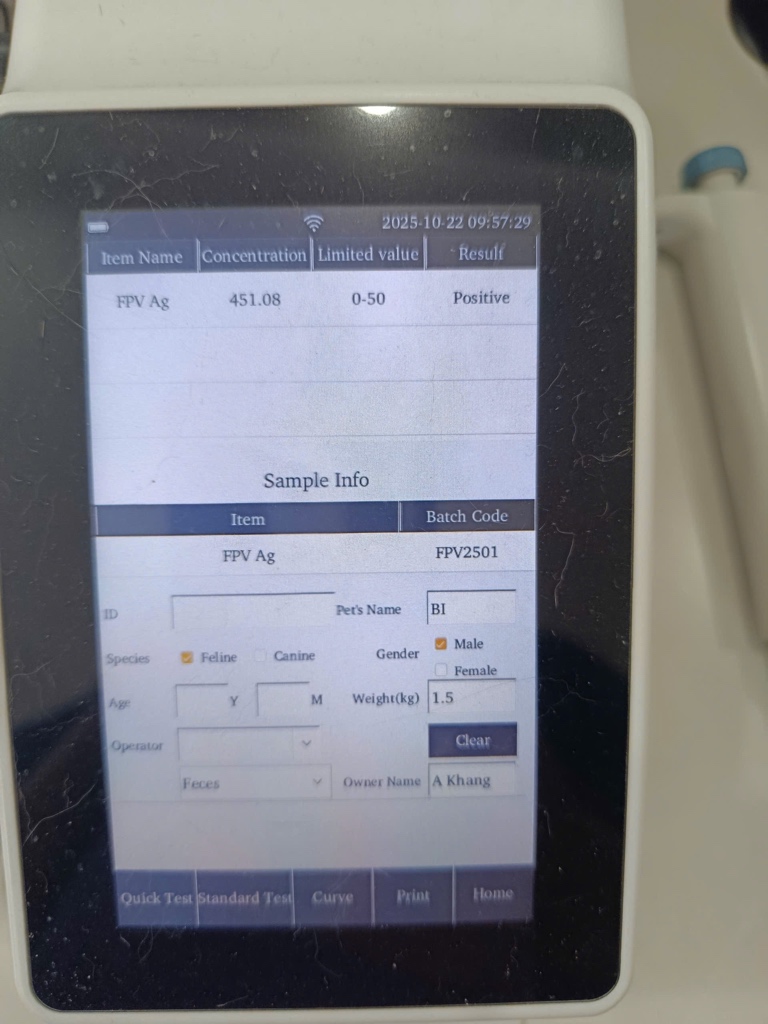 2025-10-22 09:57:29
Item Name Concentration Limited value Result
FPV Ag 451.08 0-50 Positive
Sample Info
Item Batch Code
FPV Ag FPV2501
ID Pet's Name BI
Species Feline Canine Gender Male
Female
Age Y M Weight(kg) 1.5
Operator Clear
Feces Owner Name A Khang
Quick Test Standard Test Curve Print Home